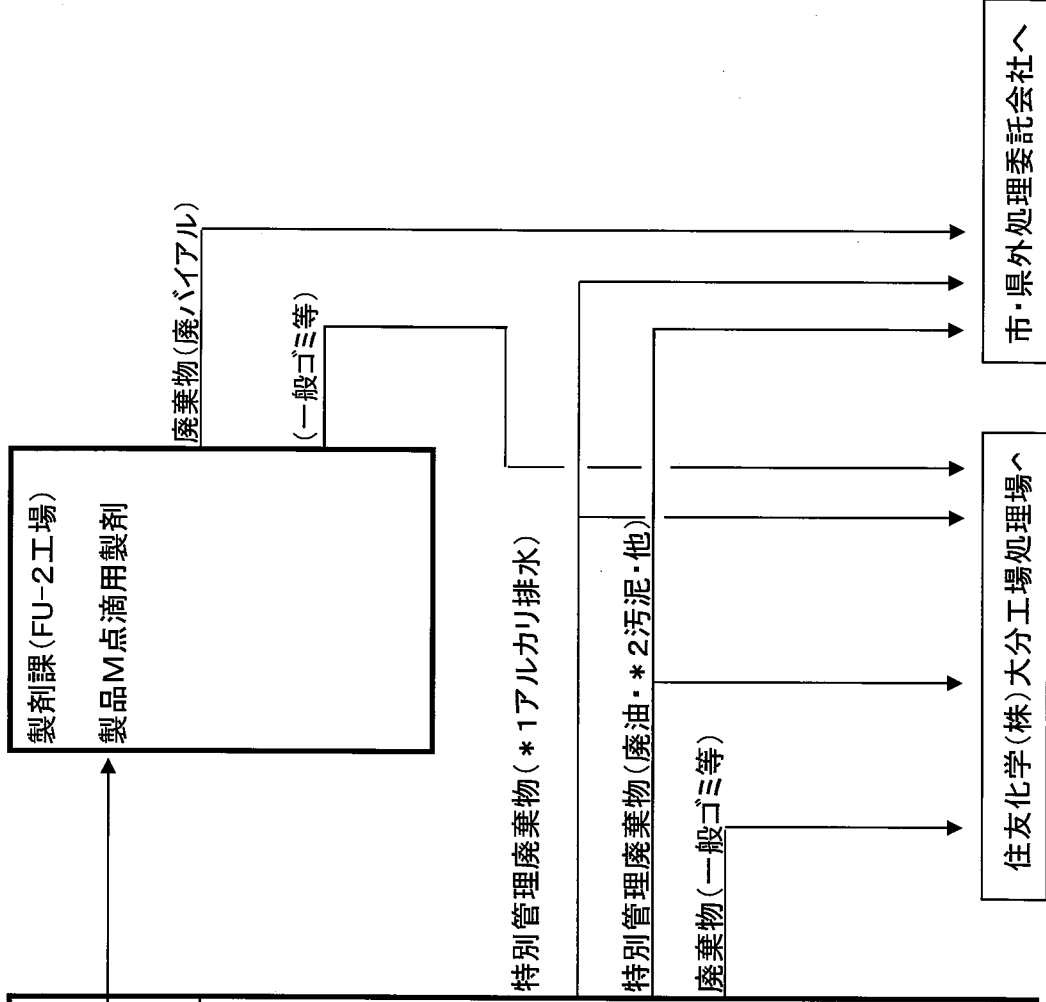 製剤課(FU-2工場)
製品M点滴用製剤
廃棄物(廃バイアル)
(一般ゴミ等)
特別管理廃棄物(*1アルカリ排水)
特別管理廃棄物(廃油・*2汚泥・他)
廃棄物(一般ゴミ等)
住友化学(株)大分工場処理場へ
市・県外処理委託会社へ